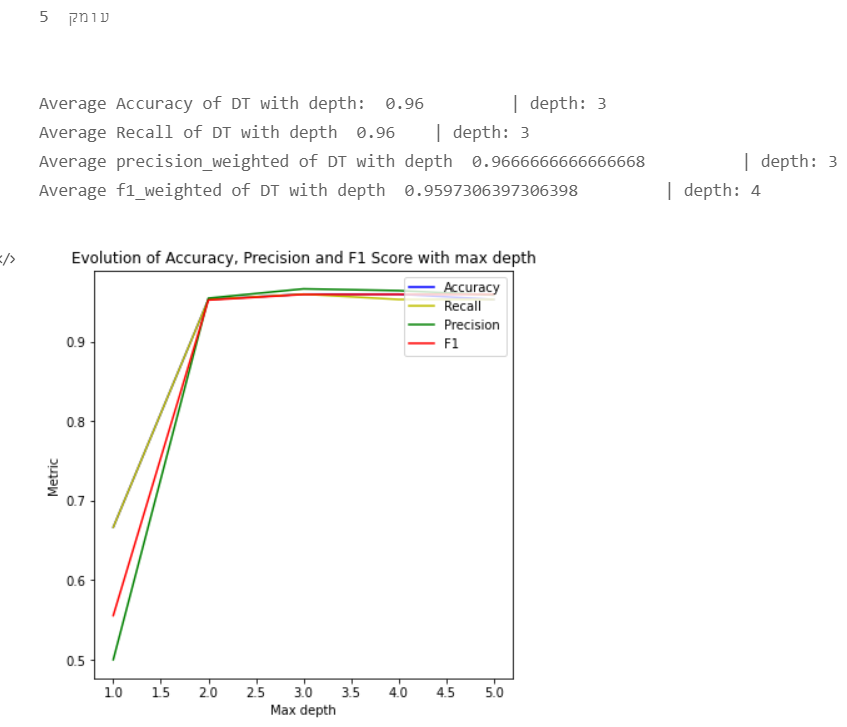 5 עומק
Average Accuracy of DT with depth: 0.96 | depth: 3
Average Recall of DT with depth 0.96 | depth: 3
Average precision_weighted of DT with depth 0.9666666666666668 | depth: 3
Average f1_weighted of DT with depth 0.9597306397306398 | depth: 4
</>
Evolution of Accuracy, Precision and F1 Score with max depth
Accuracy
Recall
Precision
F1
0.9
0.8
0.7
0.6
0.5
Metric
1.0 1.5 2.0 2.5 3.0 3.5 4.0 4.5 5.0
Max depth